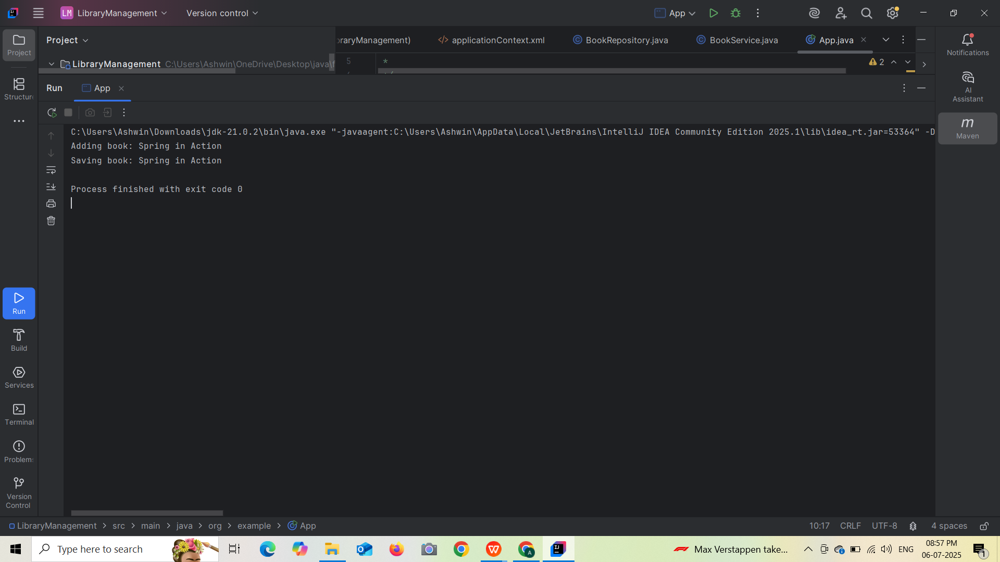 LM LibraryManagement Version control App
Project raryManagement) </> applicationContext.xml BookRepository.java BookService.java App.java
Project
LibraryManagement C:\Users\Ashwin\OneDrive\Desktop\java\f 5 * 2
Notifications
Run App
Structure
AI
Assistant
C:\Users\Ashwin\Downloads\jdk-21.0.2\bin\java.exe "-javaagent:C:\Users\Ashwin\AppData\Local\JetBrains\IntelliJ IDEA Community Edition 2025.1\lib\idea_rt.jar=53364" -D
m
Maven
Adding book: Spring in Action
Saving book: Spring in Action
Process finished with exit code 0
Run
Build
Services
Terminal
Problems
Version
Control
LibraryManagement > src > main > java > org > example > App 10:17 CRLF UTF-8 4 spaces
Type here to search Max Verstappen take... ENG 08:57 PM
06-07-2025 1